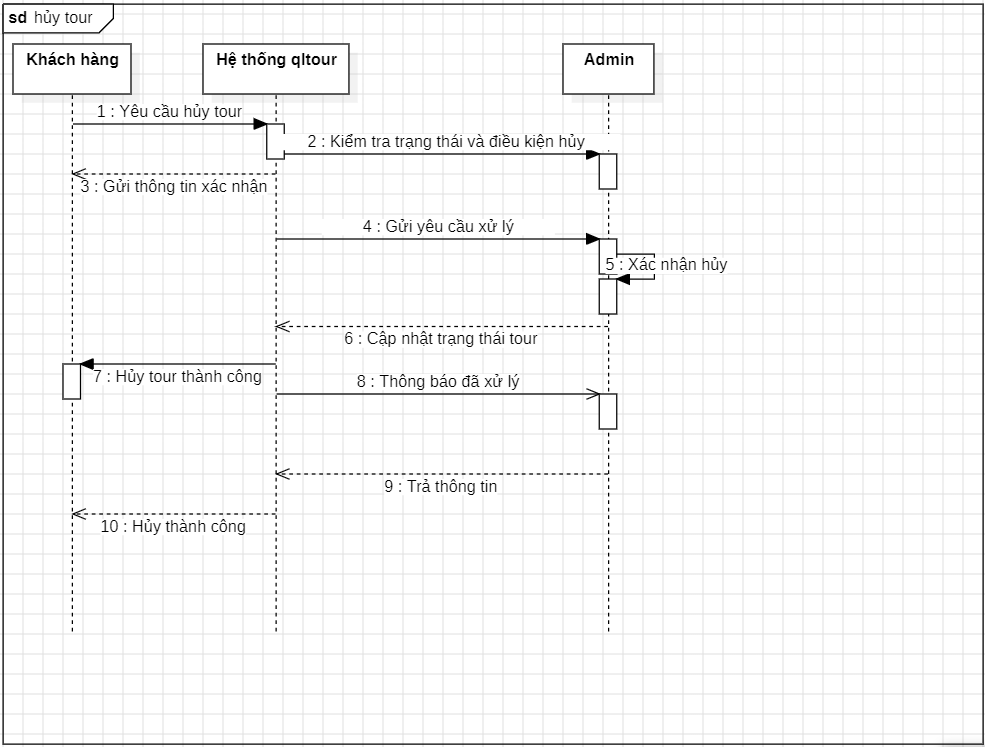 sd hủy tour
Khách hàng
Hệ thống qltour
Admin
1 : Yêu cầu hủy tour
2 : Kiểm tra trạng thái và điều kiện hủy
3 : Gửi thông tin xác nhận
4 : Gửi yêu cầu xử lý
5 : Xác nhận hủy
6 : Cập nhật trạng thái tour
7 : Hủy tour thành công
8 : Thông báo đã xử lý
9 : Trả thông tin
10 : Hủy thành công